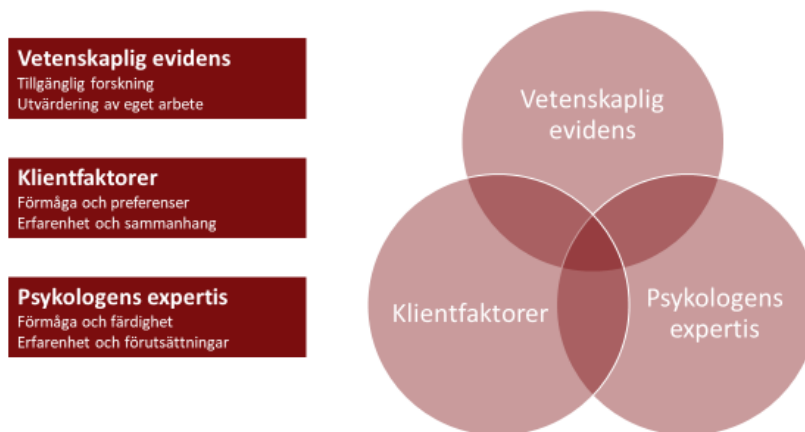 Vetenskaplig evidens
Tillgänglig forskning
Utvärdering av eget arbete
Klientfaktorer
Förmåga och preferenser
Erfarenhet och sammanhang
Psykologens expertis
Förmåga och färdighet
Erfarenhet och förutsättningar
Vetenskaplig
evidens
Klientfaktorer
Psykologens
expertis